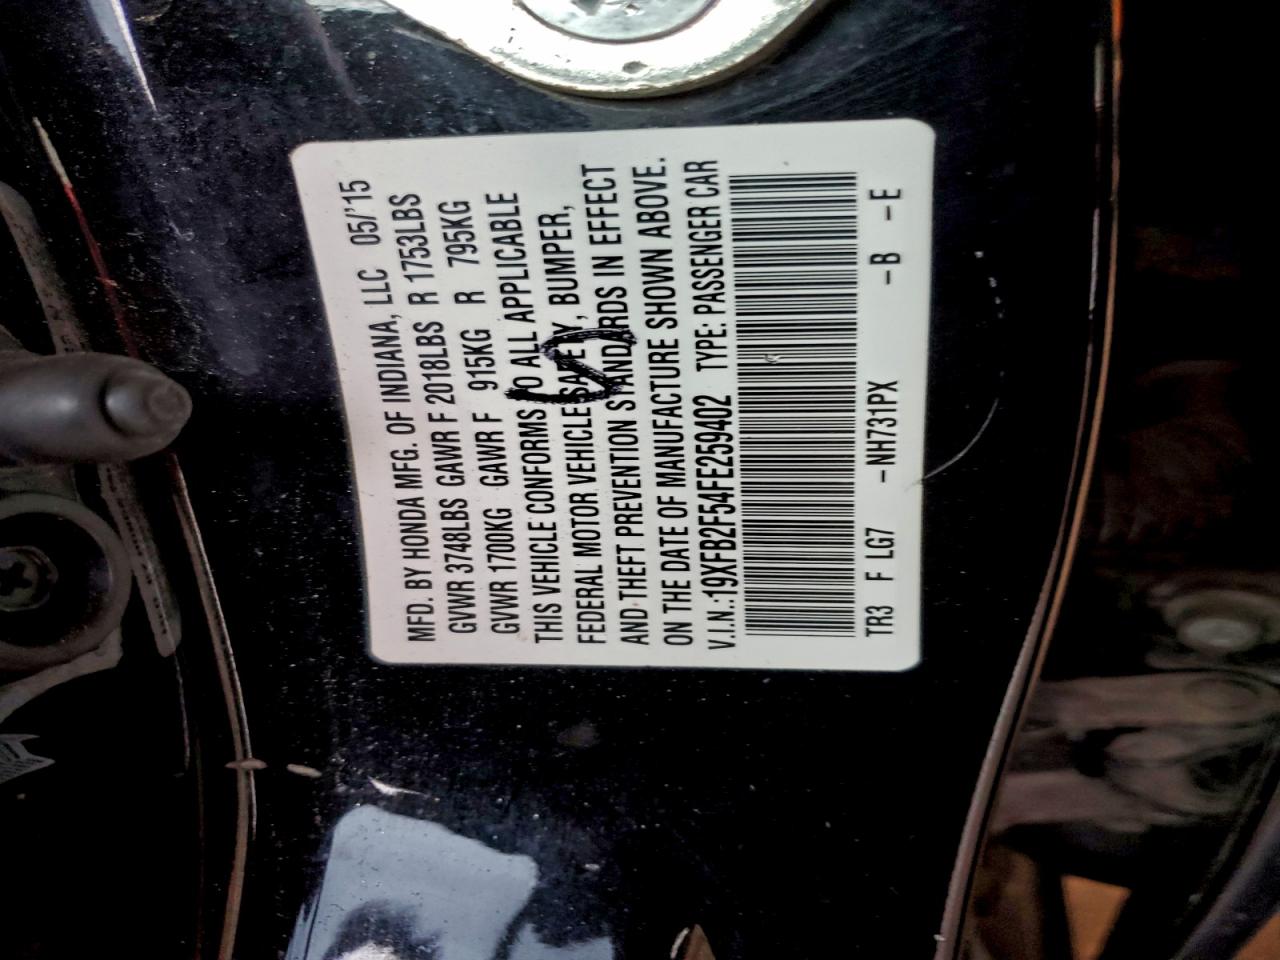 MFD. BY HONDA MFG. OF INDIANA, LLC 05/'15
GVWR 3748LBS GAWR F 2018LBS R 1753LBS
GVWR 1700KG GAWR F 915KG R 795KG
THIS VEHICLE CONFORMS TO ALL APPLICABLE
FEDERAL MOTOR VEHICLE SAFETY, BUMPER,
AND THEFT PREVENTION STANDARDS IN EFFECT
ON THE DATE OF MANUFACTURE SHOWN ABOVE.
V.I.N.:19XFB2F54FE259402 TYPE: PASSENGER CAR
TR3 F LG7 -NH731PX -B -E